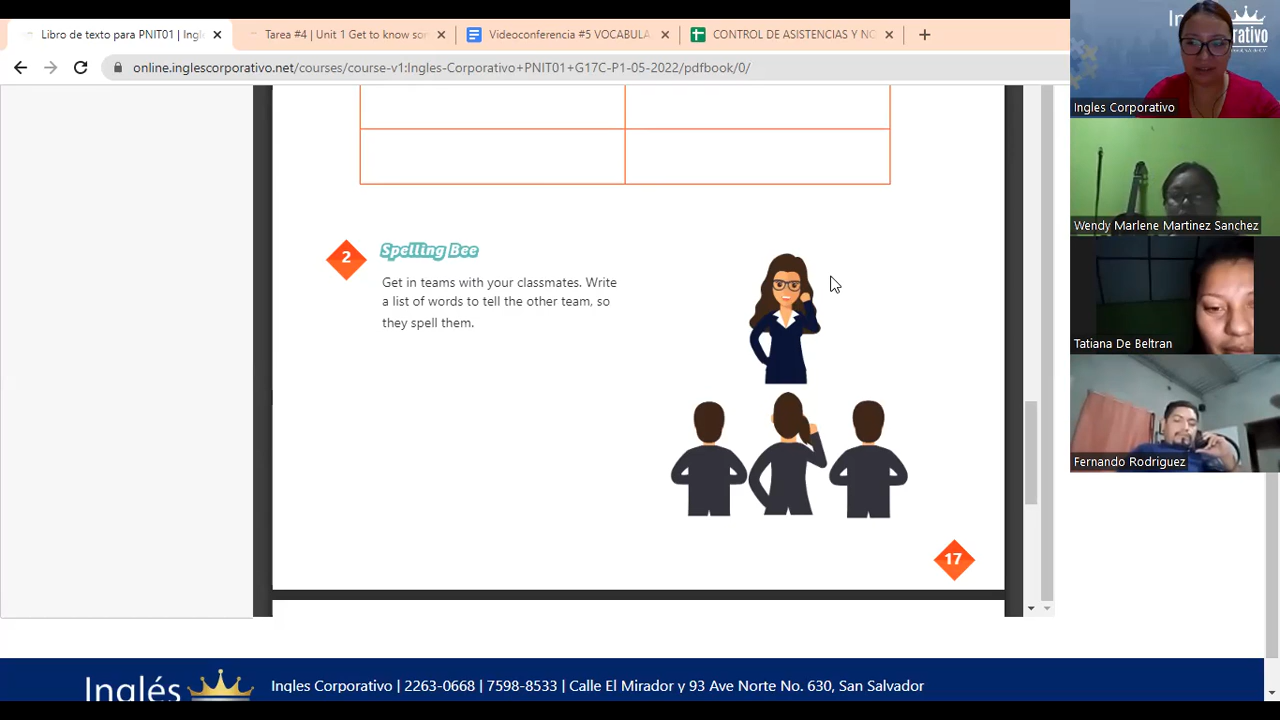 Libro de texto para PNIT01 | Ingl
Tarea #4 | Unit 1 Get to know sor
Videoconferencia #5 VOCABULA
CONTROL DE ASISTENCIAS Y NO
online.inglescorporativo.net/courses/course-v1:Ingles-Corporativo+PNIT01+G17C-P1-05-2022/pdfbook/0/
2
Spelling Bee
Get in teams with your classmates. Write
a list of words to tell the other team, so
they spell them.
17
Ingles Corporativo
Wendy Marlene Martinez Sanchez
Tatiana De Beltran
Fernando Rodriguez
Inglés
Ingles Corporativo | 2263-0668 | 7598-8533 | Calle El Mirador y 93 Ave Norte No. 630, San Salvador